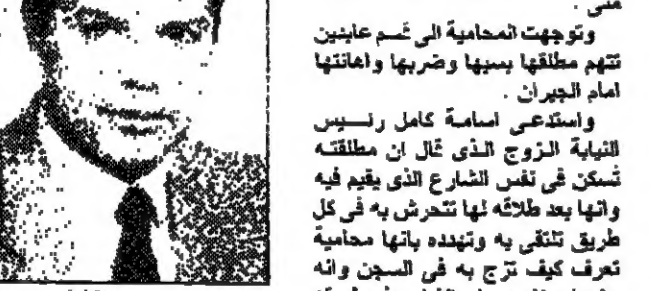 منى .
وتوجهت المحامية الى قسم عابدين
تتهم مطلقها بسبها وضربها واهانتها
امام الجيران .
واستدعى اسامة كامل رئيس
النيابة الزوج الذى قال ان مطلقته
تسكن فى نفس الشارع الذى يقيم فيه
وانها بعد طلاقه لها تتحرش به فى كل
طريق تلتقى به وتهدده بانها محامية
تعرف كيف تزج به فى السجن وانه